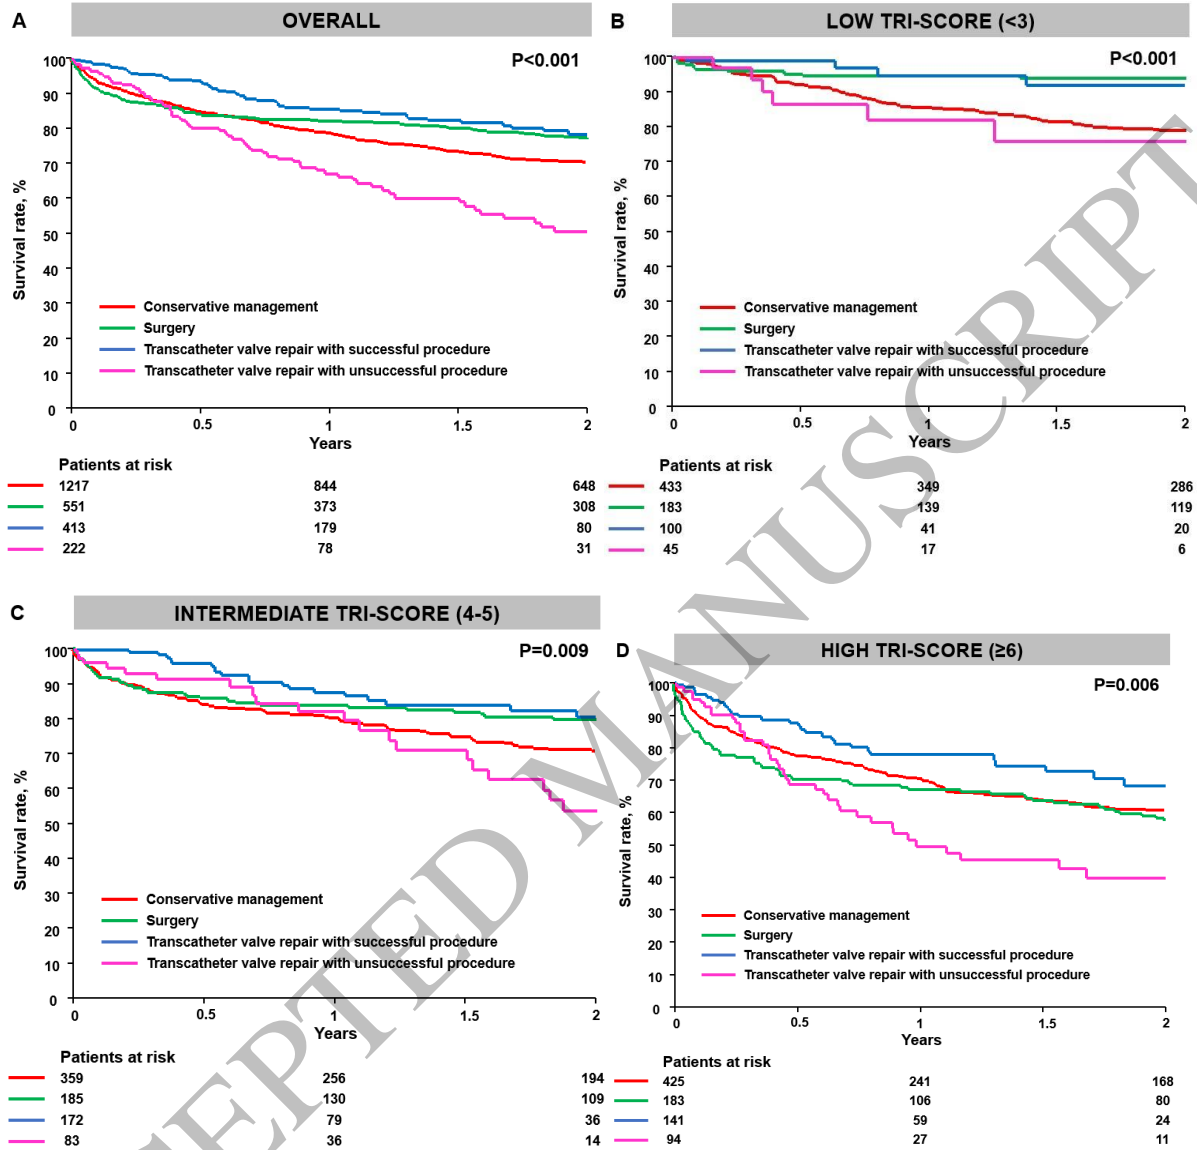 A
OVERALL
P<0.001
100
90
80
70
60
50
40
30
20
10
0
Survival rate, %
Conservative management
Surgery
Transcatheter valve repair with successful procedure
Transcatheter valve repair with unsuccessful procedure
0 0.5 1 1.5 2
Years
Patients at risk
1217 844 648
551 373 308
413 179 80
222 78 31
B
LOW TRI-SCORE (<3)
P<0.001
100
90
80
70
60
50
40
30
20
10
0
Survival rate, %
Conservative management
Surgery
Transcatheter valve repair with successful procedure
Transcatheter valve repair with unsuccessful procedure
0 0.5 1 1.5 2
Years
Patients at risk
433 349 286
183 139 119
100 41 20
45 17 6
C
INTERMEDIATE TRI-SCORE (4-5)
P=0.009
100
90
80
70
60
50
40
30
20
10
0
Survival rate, %
Conservative management
Surgery
Transcatheter valve repair with successful procedure
Transcatheter valve repair with unsuccessful procedure
0 0.5 1 1.5 2
Years
Patients at risk
359 256 194
185 130 109
172 79 36
83 36 14
D
HIGH TRI-SCORE (≥6)
P=0.006
100
90
80
70
60
50
40
30
20
10
0
Survival rate, %
Conservative management
Surgery
Transcatheter valve repair with successful procedure
Transcatheter valve repair with unsuccessful procedure
0 0.5 1 1.5 2
Years
Patients at risk
425 241 168
183 106 80
141 59 24
94 27 11
CEPTED MANUSCRIPT